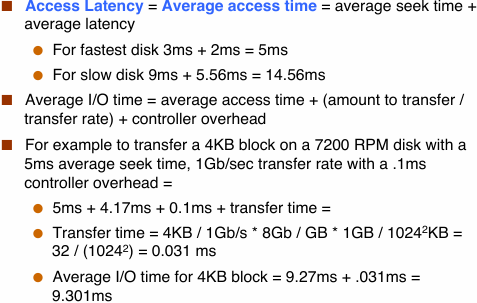 Access Latency = Average access time = average seek time +
average latency
For fastest disk 3ms + 2ms = 5ms
For slow disk 9ms + 5.56ms = 14.56ms
Average I/O time = average access time + (amount to transfer /
transfer rate) + controller overhead
For example to transfer a 4KB block on a 7200 RPM disk with a
5ms average seek time, 1Gb/sec transfer rate with a .1ms
controller overhead =
5ms + 4.17ms + 0.1ms + transfer time =
Transfer time = 4KB / 1Gb/s * 8Gb / GB * 1GB / 1024²KB =
32 / (1024²) = 0.031 ms
Average I/O time for 4KB block = 9.27ms + .031ms =
9.301ms